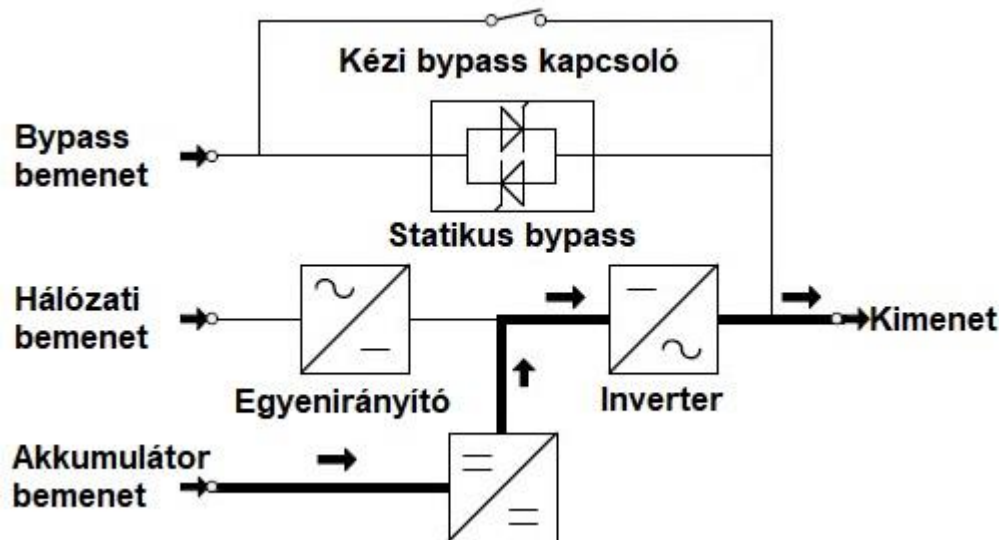 Kézi bypass kapcsoló
Bypass
bemenet
Statikus bypass
Hálózati
bemenet
Kimenet
Egyenirányító
Inverter
Akkumulátor
bemenet